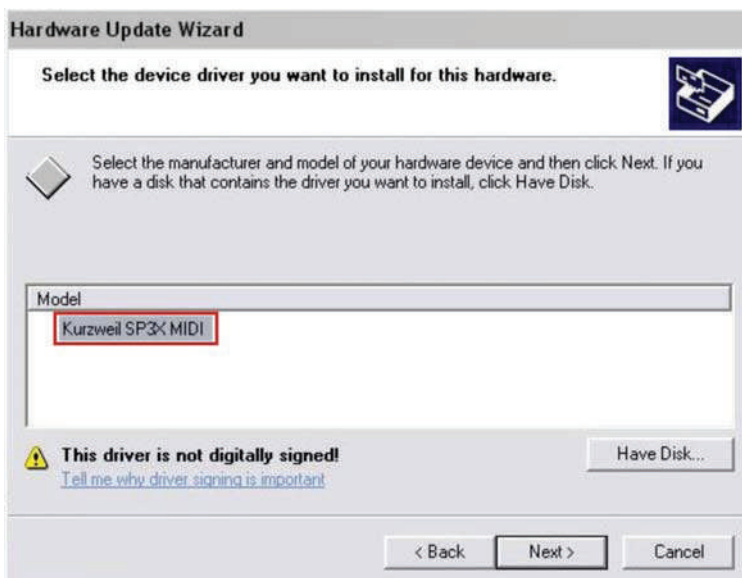 Hardware Update Wizard
Select the device driver you want to install for this hardware.
Select the manufacturer and model of your hardware device and then click Next. If you
have a disk that contains the driver you want to install, click Have Disk.
Model
Kurzweil SP3X MIDI
This driver is not digitally signed!
Have Disk...
Tell me why driver signing is important
< Back
Next >
Cancel